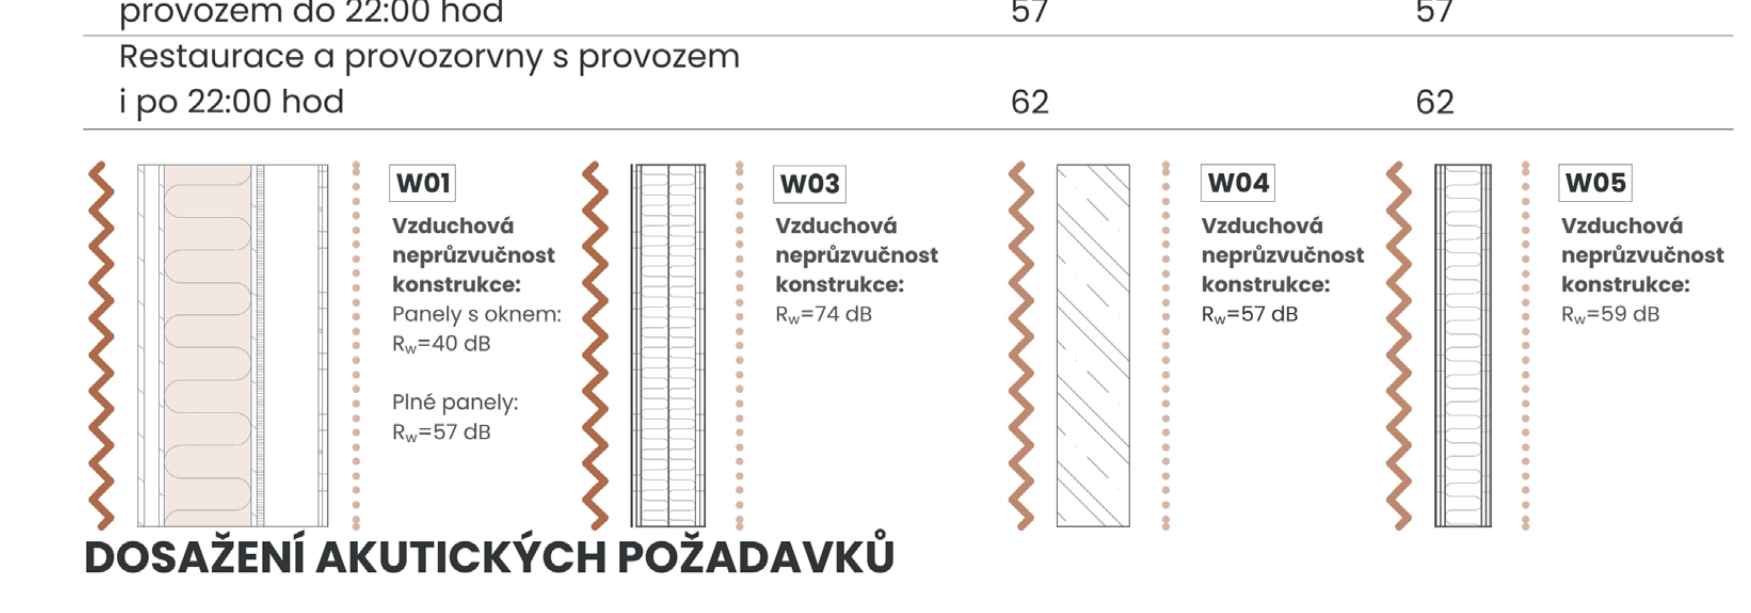 provozem do 22:00 hod 57 57
Restaurace a provozorvny s provozem
i po 22:00 hod 62 62
W01
Vzduchová
neprůzvučnost
konstrukce:
Panely s oknem:
Rw=40 dB
Plné panely:
Rw=57 dB
W03
Vzduchová
neprůzvučnost
konstrukce:
Rw=74 dB
W04
Vzduchová
neprůzvučnost
konstrukce:
Rw=57 dB
W05
Vzduchová
neprůzvučnost
konstrukce:
Rw=59 dB
DOSAŽENÍ AKUTICKÝCH POŽADAVKŮ